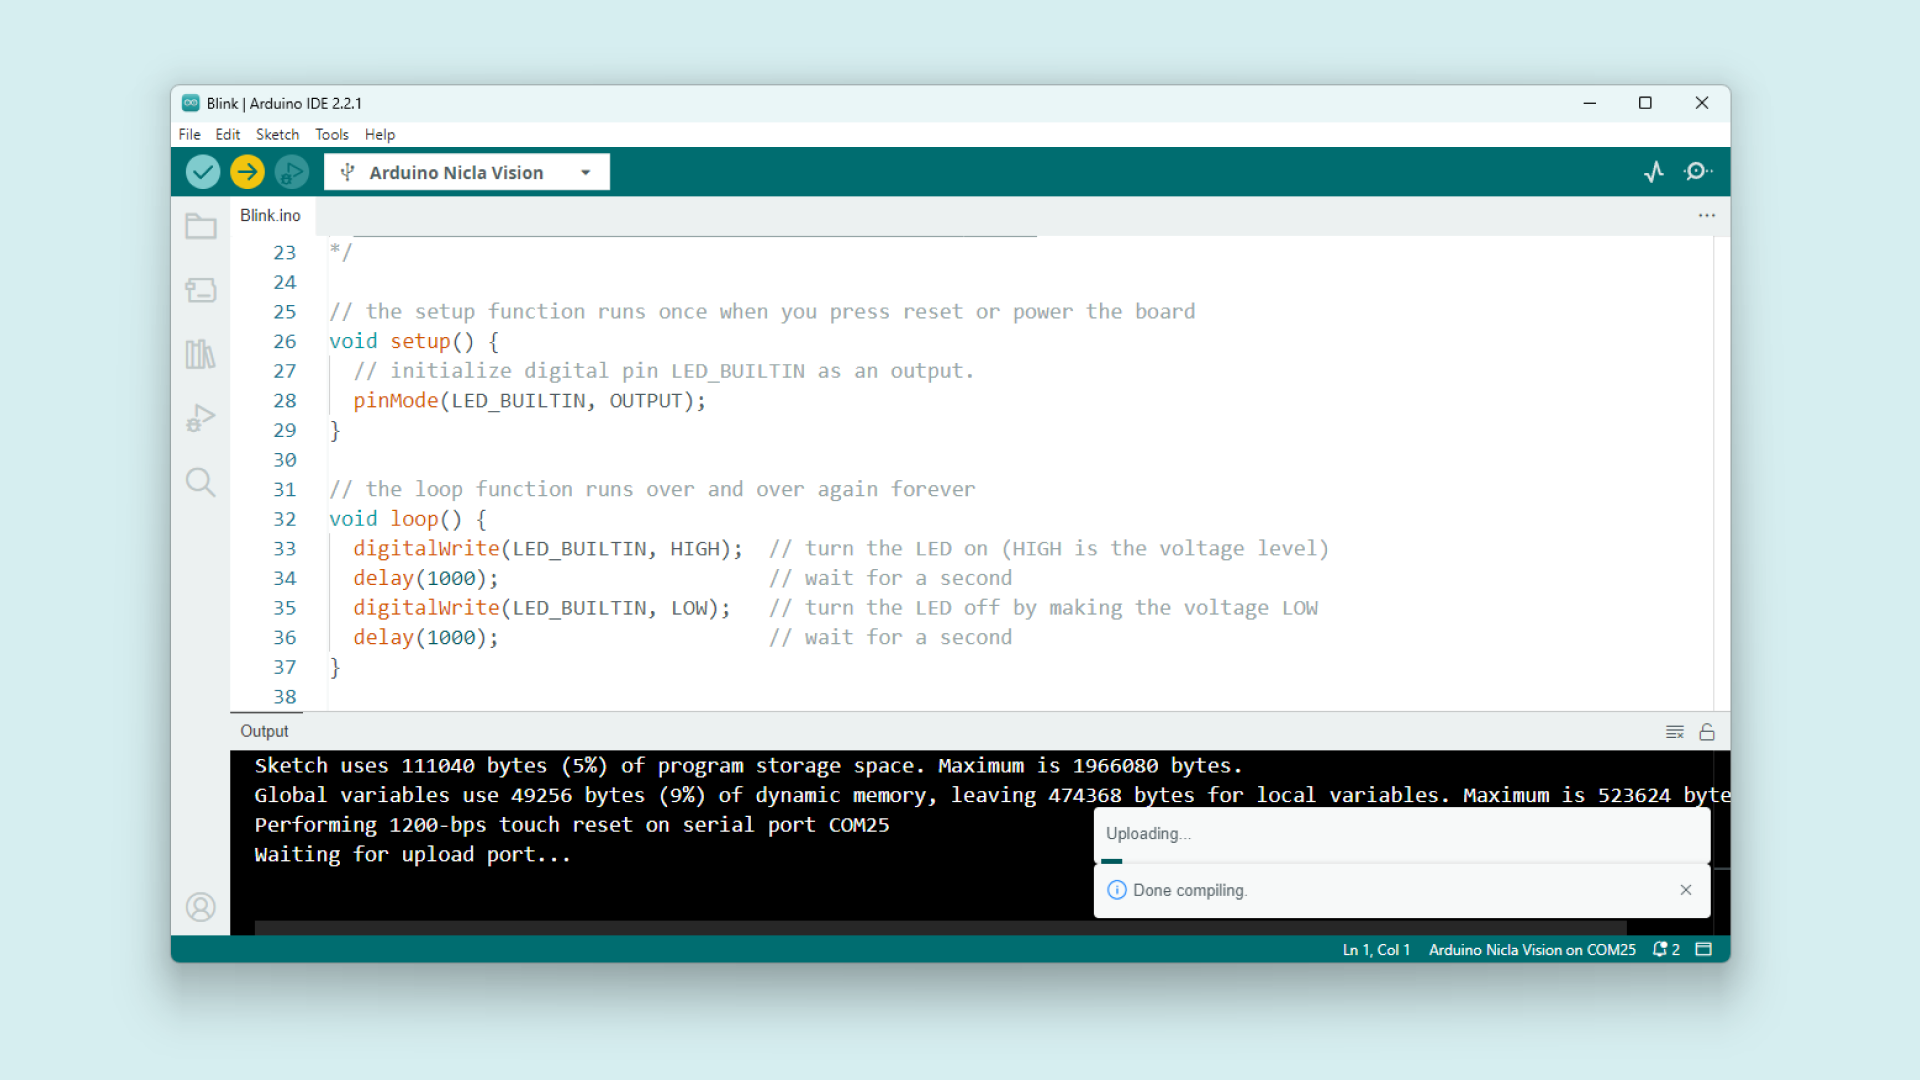 Blink | Arduino IDE 2.2.1
File Edit Sketch Tools Help
Arduino Nicla Vision
Blink.ino
23 */
24
25 // the setup function runs once when you press reset or power the board
26 void setup() {
27   // initialize digital pin LED_BUILTIN as an output.
28   pinMode(LED_BUILTIN, OUTPUT);
29 }
30
31 // the loop function runs over and over again forever
32 void loop() {
33   digitalWrite(LED_BUILTIN, HIGH);  // turn the LED on (HIGH is the voltage level)
34   delay(1000);                      // wait for a second
35   digitalWrite(LED_BUILTIN, LOW);   // turn the LED off by making the voltage LOW
36   delay(1000);                      // wait for a second
37 }
38
Output
Sketch uses 111040 bytes (5%) of program storage space. Maximum is 1966080 bytes.
Global variables use 49256 bytes (9%) of dynamic memory, leaving 474368 bytes for local variables. Maximum is 523624 byte
Performing 1200-bps touch reset on serial port COM25
Waiting for upload port...
Uploading...
Done compiling.
Ln 1, Col 1 Arduino Nicla Vision on COM25 2